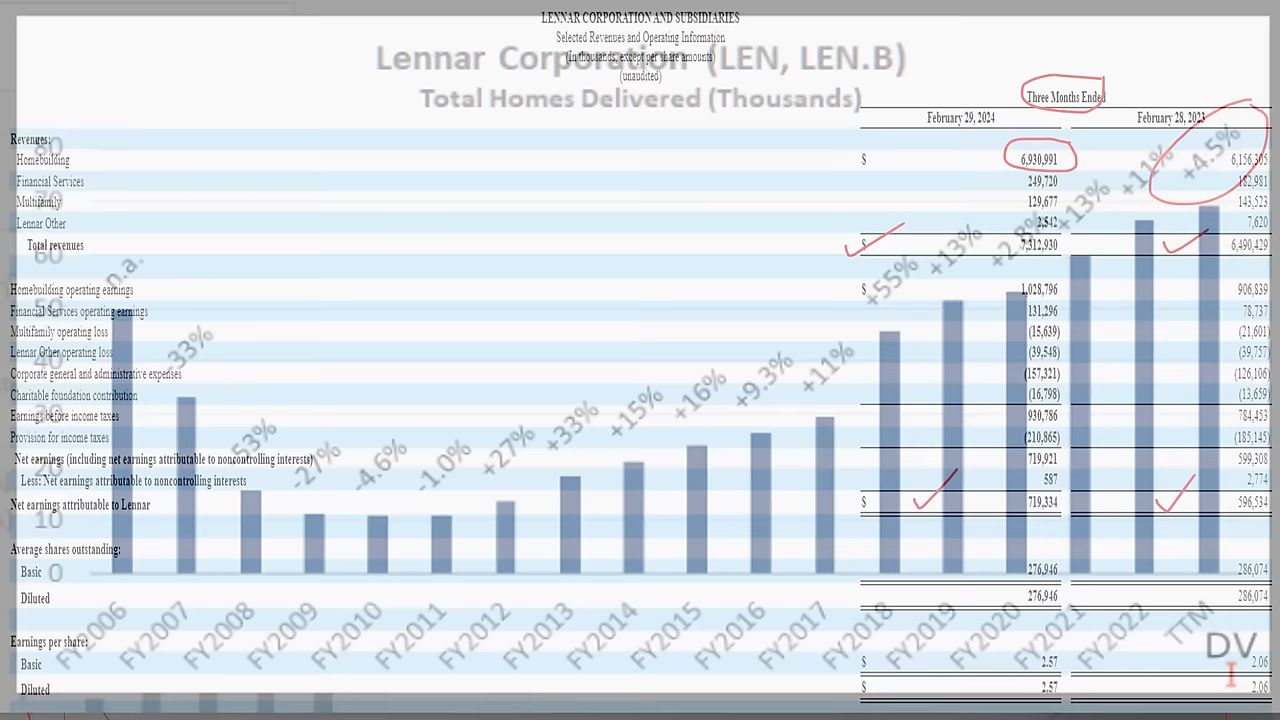 LENNAR CORPORATION AND SUBSIDIARIES
Selected Revenues and Operating Information
(In thousands, except per share amounts)
(unaudited)
Lennar Corporation (LEN, LEN.B)
Total Homes Delivered (Thousands)
Three Months Ended
February 29, 2024 February 28, 2023
Revenues:
Homebuilding $ 6,930,991 6,156,305
Financial Services 249,720 182,981
Multifamily 129,677 143,523
Lennar Other 2,542 7,620
Total revenues $ 7,312,930 6,490,429
Homebuilding operating earnings $ 1,028,796 906,839
Financial Services operating earnings 131,296 78,737
Multifamily operating loss (15,639) (21,601)
Lennar Other operating loss (39,548) (39,757)
Corporate general and administrative expenses (157,321) (126,106)
Charitable foundation contribution (16,798) (13,659)
Earnings before income taxes 930,786 784,453
Provision for income taxes (210,865) (185,145)
Net earnings (including net earnings attributable to noncontrolling interests) 719,921 599,308
Less: Net earnings attributable to noncontrolling interests 587 2,774
Net earnings attributable to Lennar $ 719,334 596,534
Average shares outstanding:
Basic 276,946 286,074
Diluted 276,946 286,074
Earnings per share:
Basic $ 2.57 2.06
Diluted $ 2.57 2.06
80
70
60
50
40
30
20
10
0
n.a. -33% -53% -27% -4.6% -1.0% +27% +33% +15% +16% +9.3% +11% +55% +13% +2.8% +13% +11% +4.5%
FY2006 FY2007 FY2008 FY2009 FY2010 FY2011 FY2012 FY2013 FY2014 FY2015 FY2016 FY2017 FY2018 FY2019 FY2020 FY2021 FY2022 TTM
DV